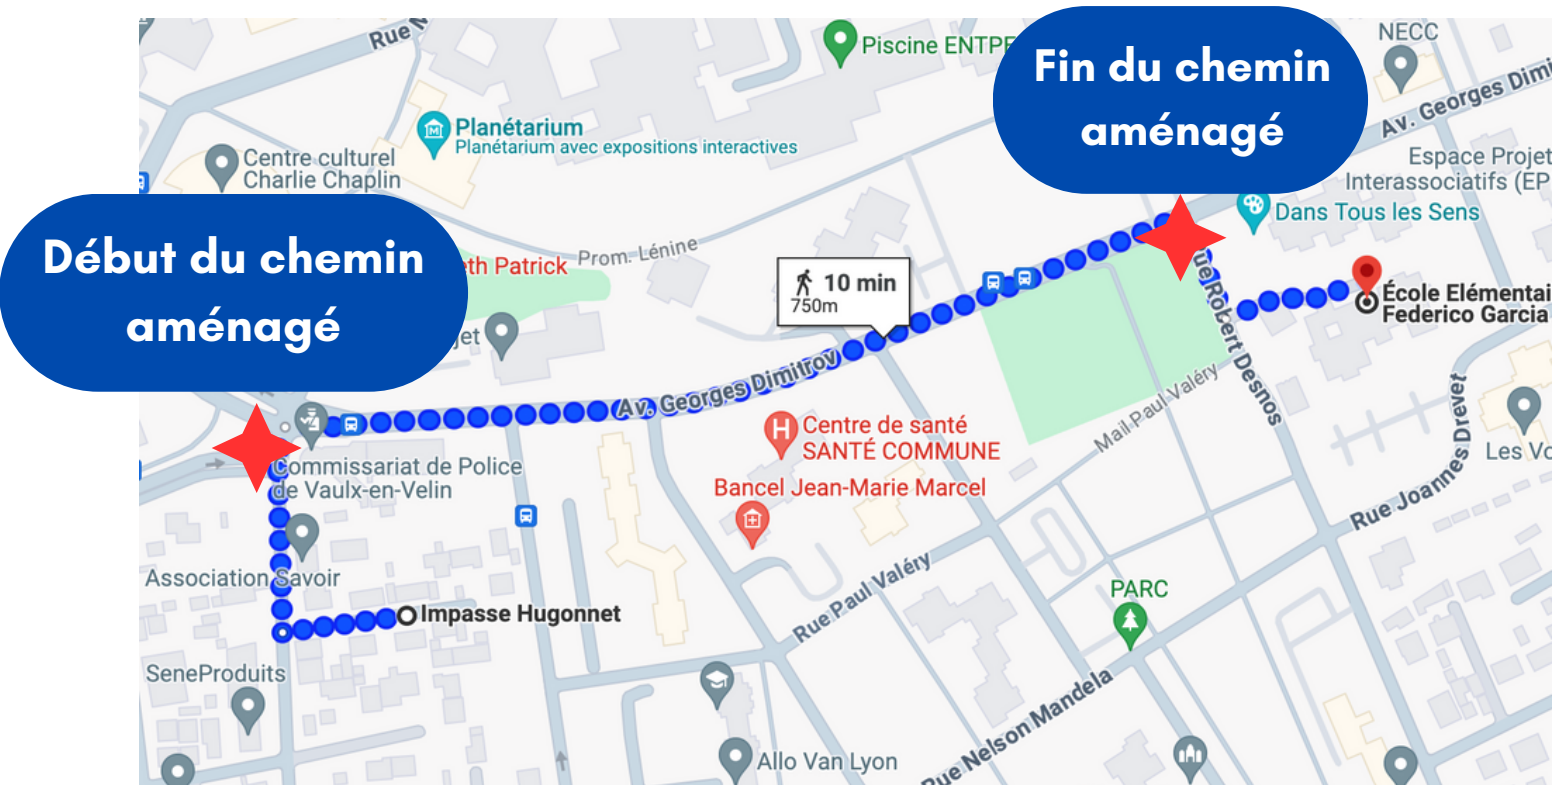 Rue N
Piscine ENTPE
Fin du chemin
aménagé
NECC
Av. Georges Dimi
Planétarium
Planétarium avec expositions interactives
Centre culturel
Charlie Chaplin
Espace Projet
Interassociatifs (EP
Dans Tous les Sens
Début du chemin
aménagé
eth Patrick
Prom. Lénine
10 min
750m
jet
Rue Robert Desnos
École Elémentai
Federico Garcia
Av. Georges Dimitrov
Mail Paul Valéry
H
Centre de santé
SANTÉ COMMUNE
Commissariat de Police
de Vaulx-en-Velin
Bancel Jean-Marie Marcel
Les Vo
Rue Joannes Drevet
Association Savoir
Impasse Hugonnet
Rue Paul Valéry
PARC
SeneProduits
Rue Nelson Mandela
Allo Van Lyon